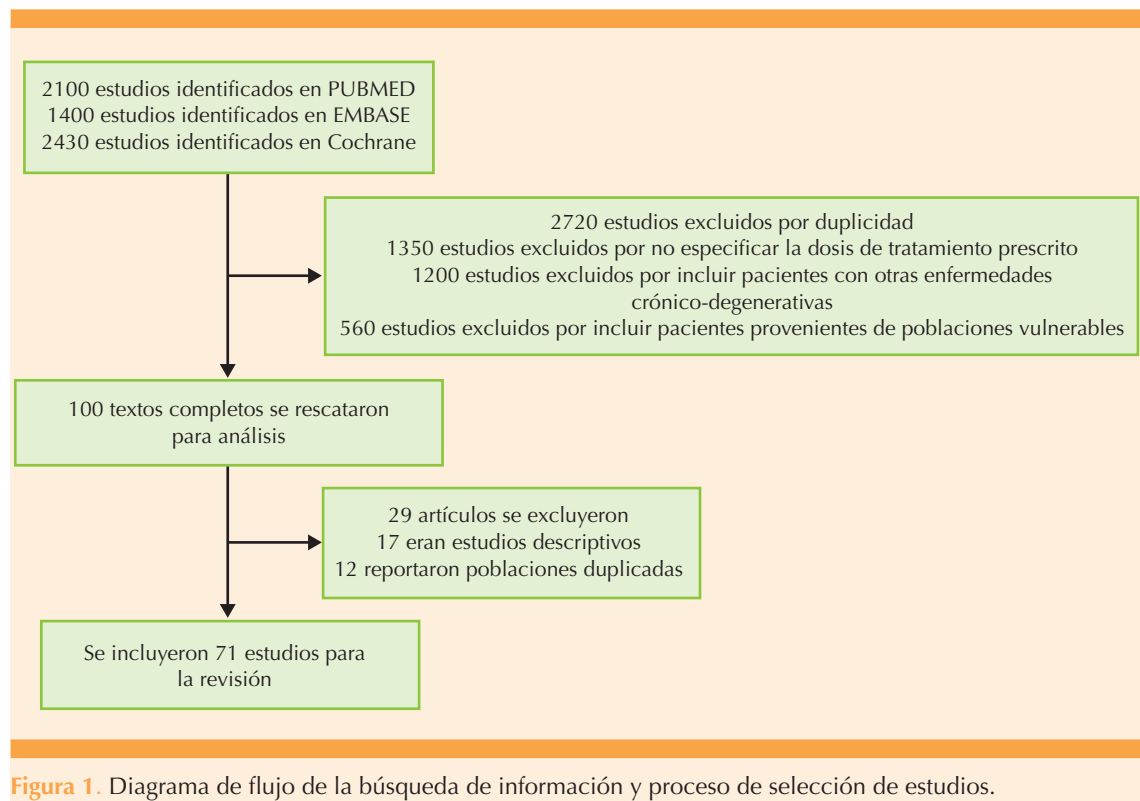 2100 estudios identificados en PUBMED
1400 estudios identificados en EMBASE
2430 estudios identificados en Cochrane
2720 estudios excluidos por duplicidad
1350 estudios excluidos por no especificar la dosis de tratamiento prescrito
1200 estudios excluidos por incluir pacientes con otras enfermedades
crónico-degenerativas
560 estudios excluidos por incluir pacientes provenientes de poblaciones vulnerables
100 textos completos se rescataron
para análisis
29 artículos se excluyeron
17 eran estudios descriptivos
12 reportaron poblaciones duplicadas
Se incluyeron 71 estudios para
la revisión
Figura 1. Diagrama de flujo de la búsqueda de información y proceso de selección de estudios.